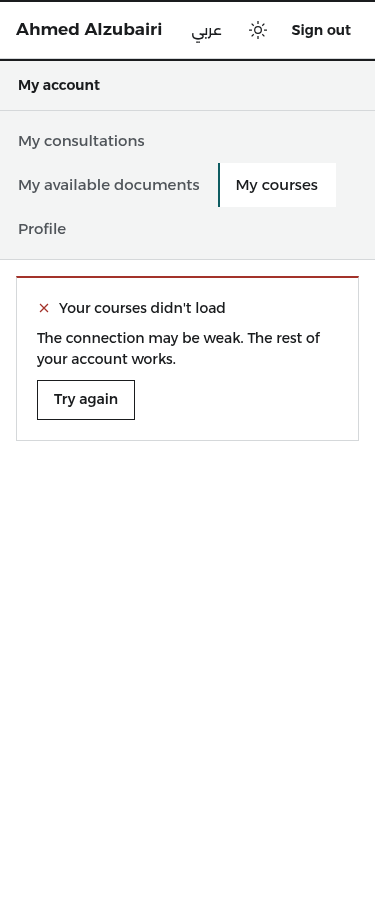 Ahmed Alzubairi
عربي
Sign out
My account
My consultations
My available documents
My courses
Profile
Your courses didn't load
The connection may be weak. The rest of
your account works.
Try again